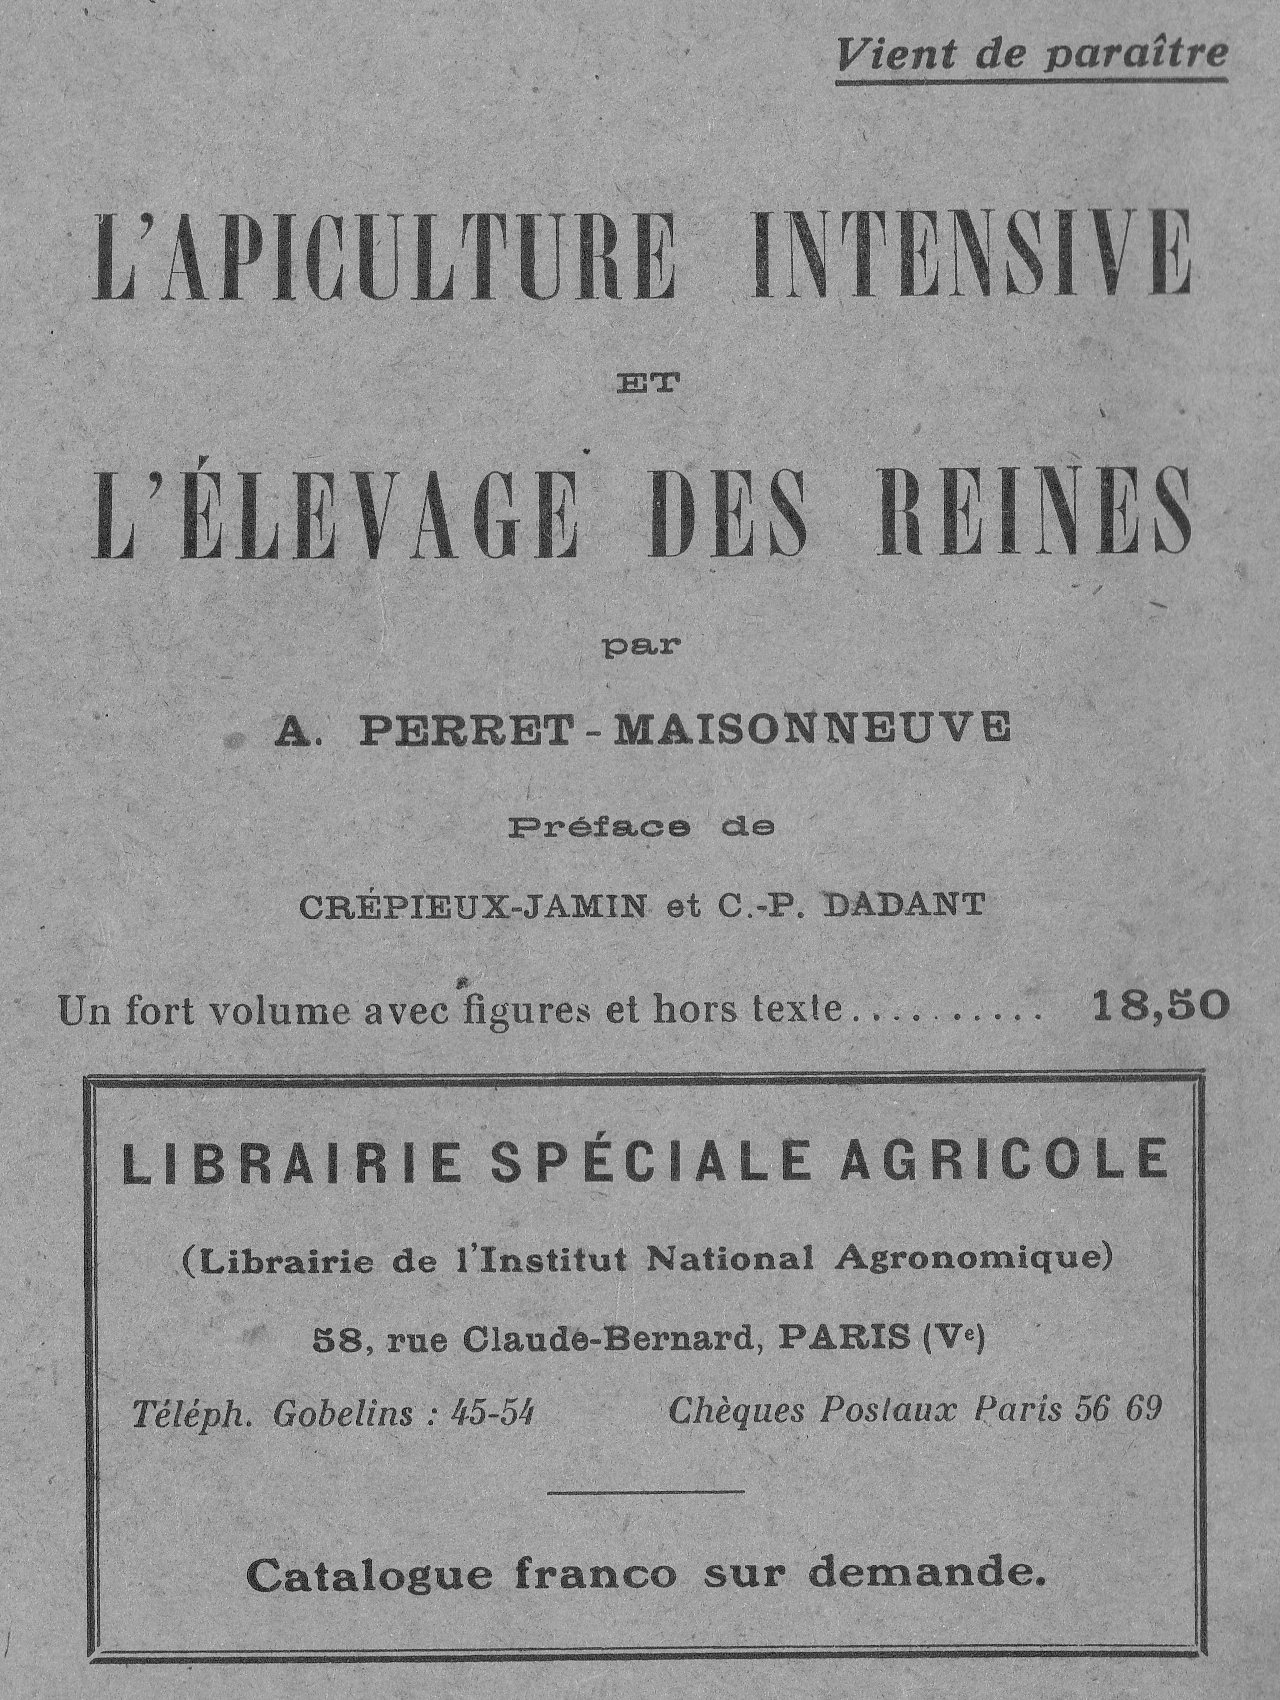 Vient de paraître
L'APICULTURE INTENSIVE
ET
L'ÉLEVAGE DES REINES
par
A. PERRET-MAISONNEUVE
Préface de
CRÉPIEUX-JAMIN et C.-P. DADANT
Un fort volume avec figures et hors texte.......... 18,50
LIBRAIRIE SPÉCIALE AGRICOLE
(Librairie de l'Institut National Agronomique)
58, rue Claude-Bernard, PARIS (Ve)
Téléph. Gobelins : 45-54 Chèques Postaux Paris 56 69
Catalogue franco sur demande.